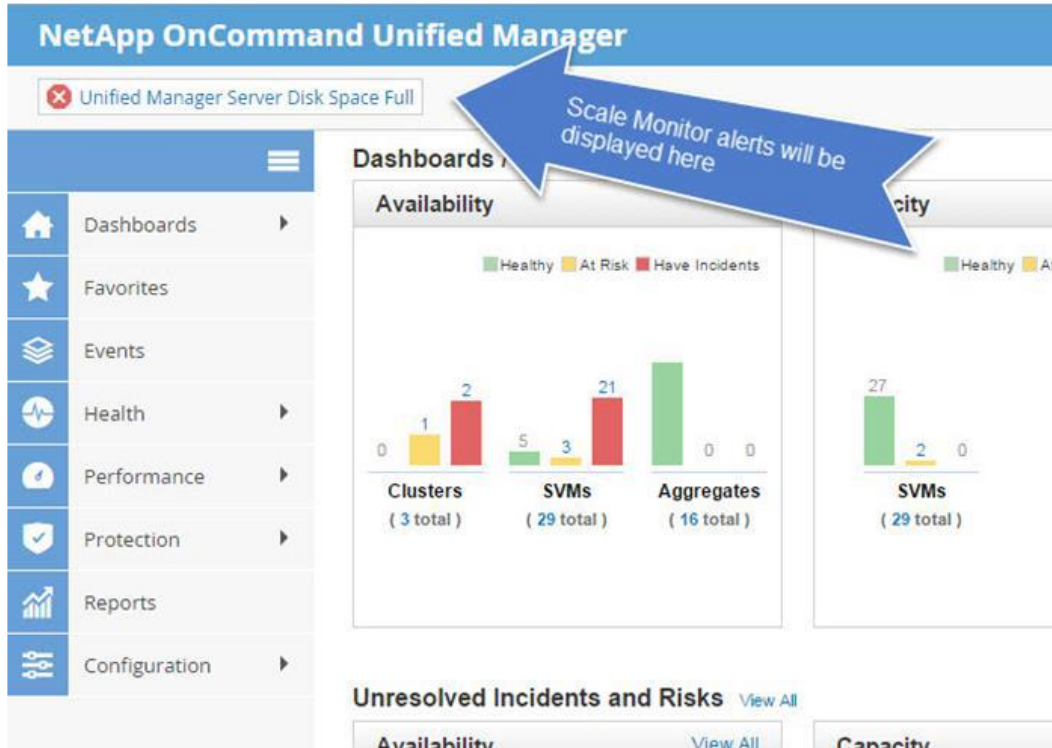 NetApp OnCommand Unified Manager
Unified Manager Server Disk Space Full
Scale Monitor alerts will be
displayed here
Dashboards
Favorites
Events
Health
Performance
Protection
Reports
Configuration
Dashboards /
Availability
Healthy At Risk Have Incidents
0 1 2
5 3 21
0 0
Clusters SVMs Aggregates
( 3 total ) ( 29 total ) ( 16 total )
Healthy
27 2 0
SVMs
( 29 total )
Unresolved Incidents and Risks View All
Availability View All
Capacity